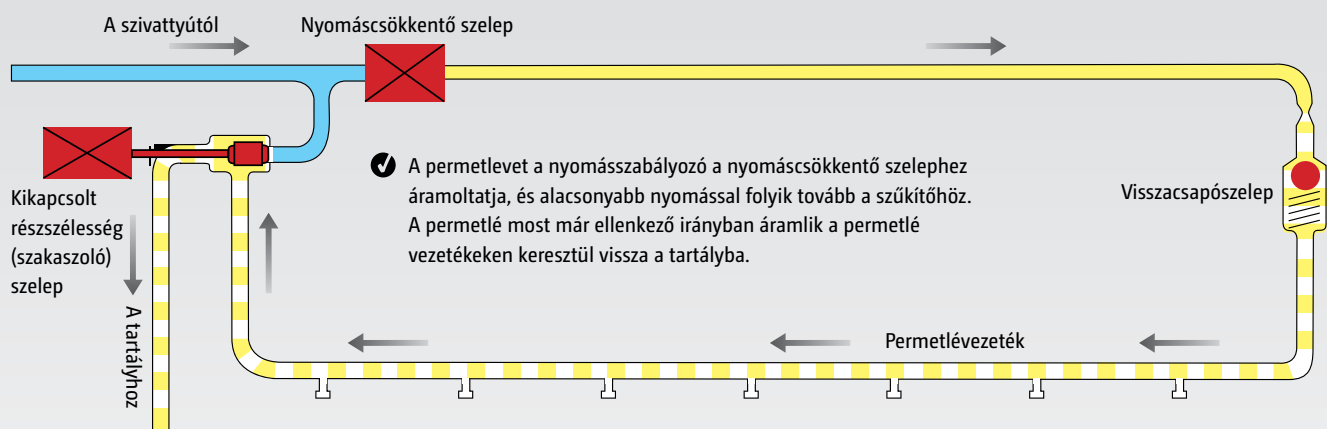 A szivattyútól
Nyomáscsökkentő szelep
Kikapcsolt
részszélesség
(szakaszoló)
szelep
A tartályhoz
A permetlevet a nyomásszabályozó a nyomáscsökkentő szelephez
áramoltatja, és alacsonyabb nyomással folyik tovább a szűkítőhöz.
A permetlé most már ellenkező irányban áramlik a permetlé
vezetékeken keresztül vissza a tartályba.
Visszacsapószelep
Permetlévezeték